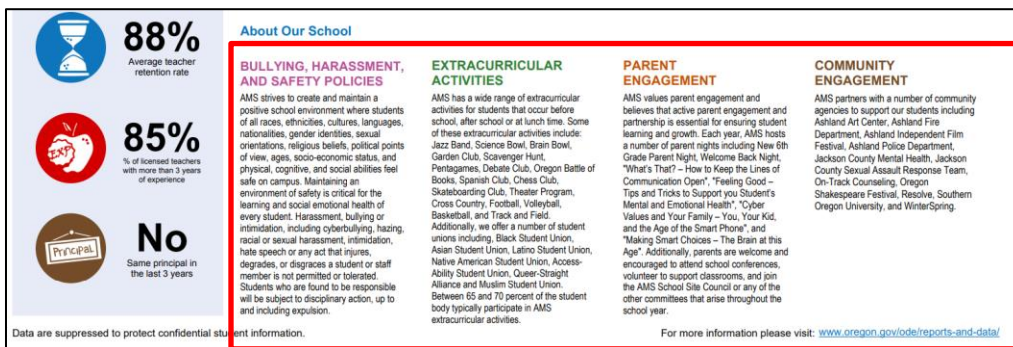 88%
Average teacher
retention rate
EXP
85%
% of licensed teachers
with more than 3 years
of experience
Principal
No
Same principal in
the last 3 years
About Our School
BULLYING, HARASSMENT,
AND SAFETY POLICIES
AMS strives to create and maintain a
positive school environment where students
of all races, ethnicities, cultures, languages,
nationalities, gender identities, sexual
orientations, religious beliefs, political points
of view, ages, socio-economic status, and
physical, cognitive, and social abilities feel
safe on campus. Maintaining an
environment of safety is critical for the
learning and social emotional health of
every student. Harassment, bullying or
intimidation, including cyberbullying, hazing,
racial or sexual harassment, intimidation,
hate speech or any act that injures,
degrades, or disgraces a student or staff
member is not permitted or tolerated.
Students who are found to be responsible
will be subject to disciplinary action, up to
and including expulsion.
EXTRACURRICULAR
ACTIVITIES
AMS has a wide range of extracurricular
activities for students that occur before
school, after school or at lunch time. Some
of these extracurricular activities include:
Jazz Band, Science Bowl, Brain Bowl,
Garden Club, Scavenger Hunt,
Pentagames, Debate Club, Oregon Battle of
Books, Spanish Club, Chess Club,
Skateboarding Club, Theater Program,
Cross Country, Football, Volleyball,
Basketball, and Track and Field.
Additionally, we offer a number of student
unions including, Black Student Union,
Asian Student Union, Latino Student Union,
Native American Student Union, Access-
Ability Student Union, Queer-Straight
Alliance and Muslim Student Union.
Between 65 and 70 percent of the student
body typically participate in AMS
extracurricular activities.
PARENT
ENGAGEMENT
AMS values parent engagement and
believes that active parent engagement and
partnership is essential for ensuring student
learning and growth. Each year, AMS hosts
a number of parent nights including New 6th
Grade Parent Night, Welcome Back Night,
"What's That? – How to Keep the Lines of
Communication Open", "Feeling Good –
Tips and Tricks to Support you Student's
Mental and Emotional Health", "Cyber
Values and Your Family – You, Your Kid,
and the Age of the Smart Phone", and
"Making Smart Choices – The Brain at this
Age". Additionally, parents are welcome and
encouraged to attend school conferences,
volunteer to support classrooms, and join
the AMS School Site Council or any of the
other committees that arise throughout the
school year.
COMMUNITY
ENGAGEMENT
AMS partners with a number of community
agencies to support our students including
Ashland Art Center, Ashland Fire
Department, Ashland Independent Film
Festival, Ashland Police Department,
Jackson County Mental Health, Jackson
County Sexual Assault Response Team,
On-Track Counseling, Oregon
Shakespeare Festival, Resolve, Southern
Oregon University, and WinterSpring.
Data are suppressed to protect confidential student information.
For more information please visit: www.oregon.gov/ode/reports-and-data/